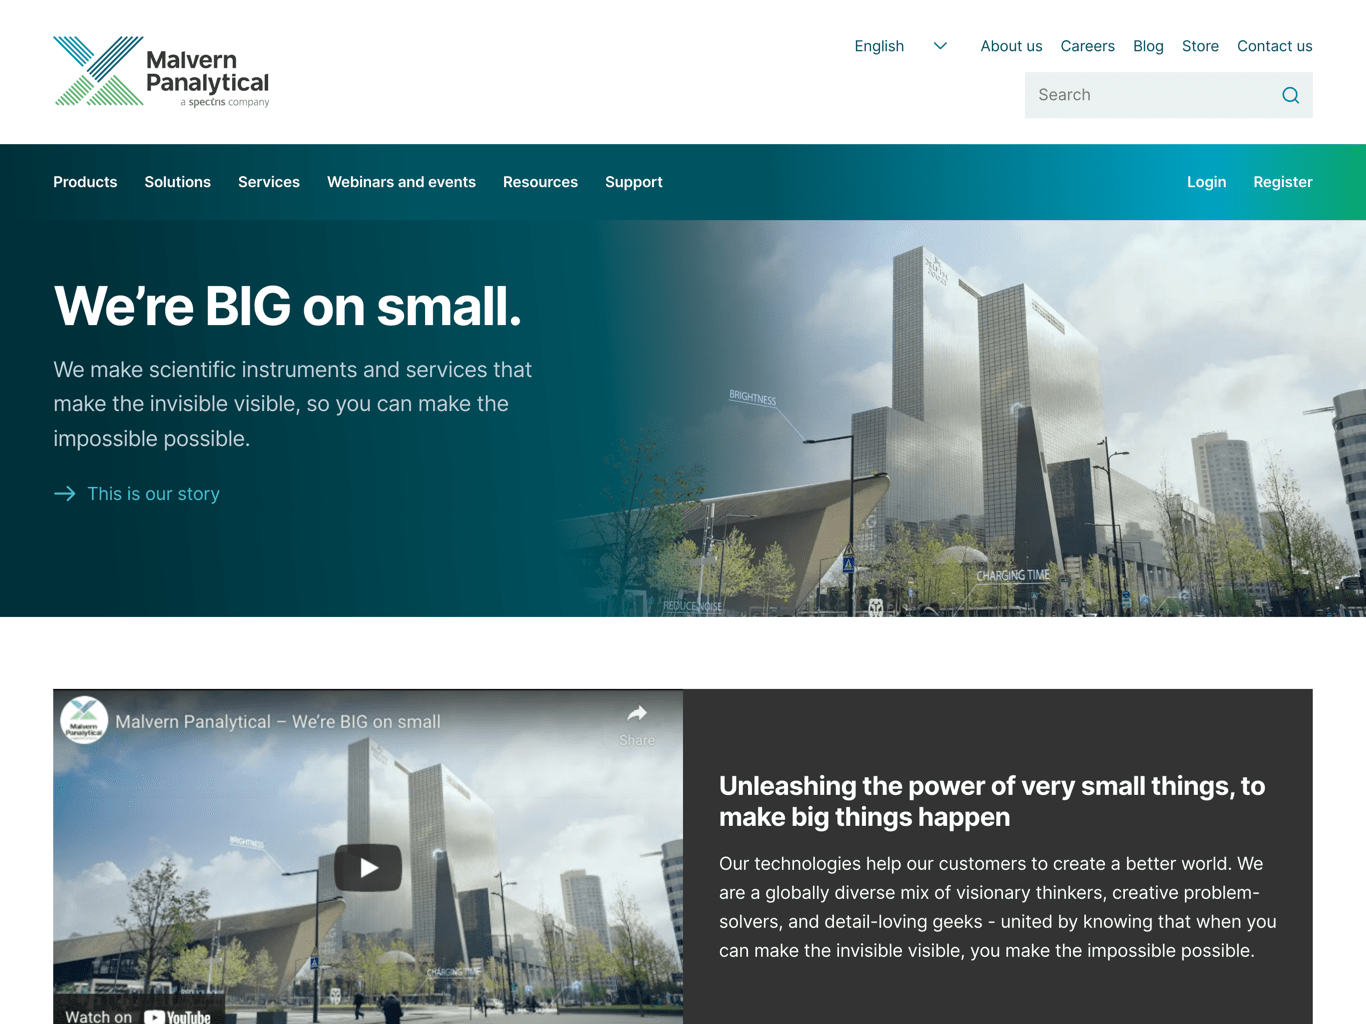 Malvern
Panalytical
a spectris company
English
About us
Careers
Blog
Store
Contact us
Search
Products
Solutions
Services
Webinars and events
Resources
Support
Login
Register
We're BIG on small.
We make scientific instruments and services that
make the invisible visible, so you can make the
impossible possible.
This is our story
BRIGHTNESS
CHARGING TIME
REDUCE NOISE
Malvern
Panalytical
Malvern Panalytical – We're BIG on small
Share
BRIGHTNESS
CHARGING TIME
Watch on YouTube
Unleashing the power of very small things, to
make big things happen
Our technologies help our customers to create a better world. We
are a globally diverse mix of visionary thinkers, creative problem-
solvers, and detail-loving geeks - united by knowing that when you
can make the invisible visible, you make the impossible possible.